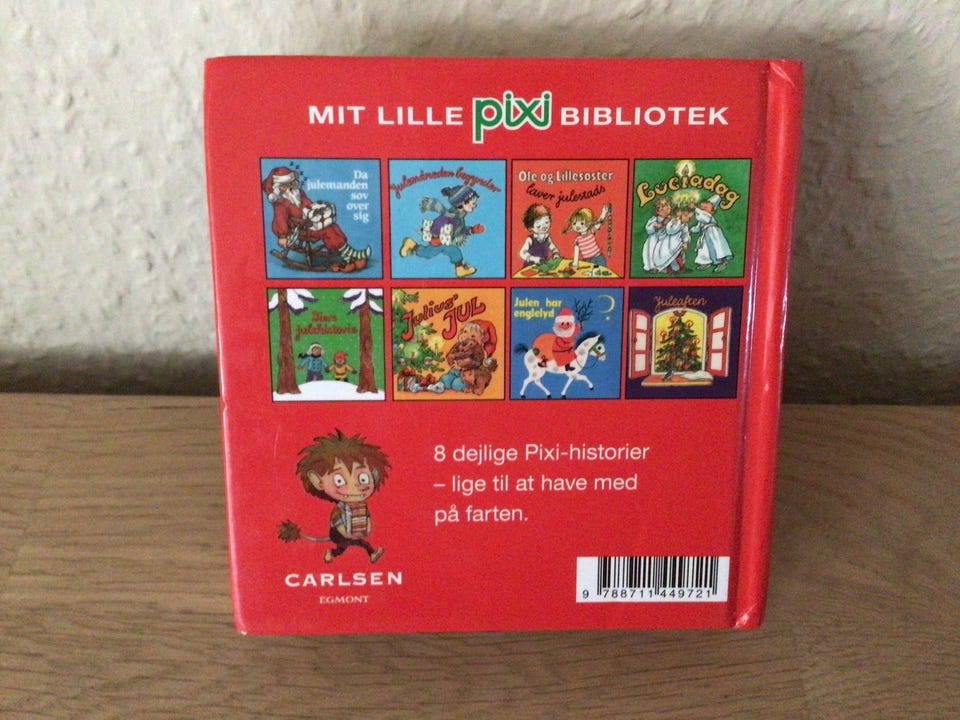 MIT LILLE pixi BIBLIOTEK
Da
julemanden
sov
over
sig
Julemåneden begynder
Ole og Lillesøster
laver julestads
Luciadag
julehistorie
Julius'
JUL
Julen har
englelyd
Juleaften
8 dejlige Pixi-historier
– lige til at have med
på farten.
CARLSEN
EGMONT
9 788711 449721